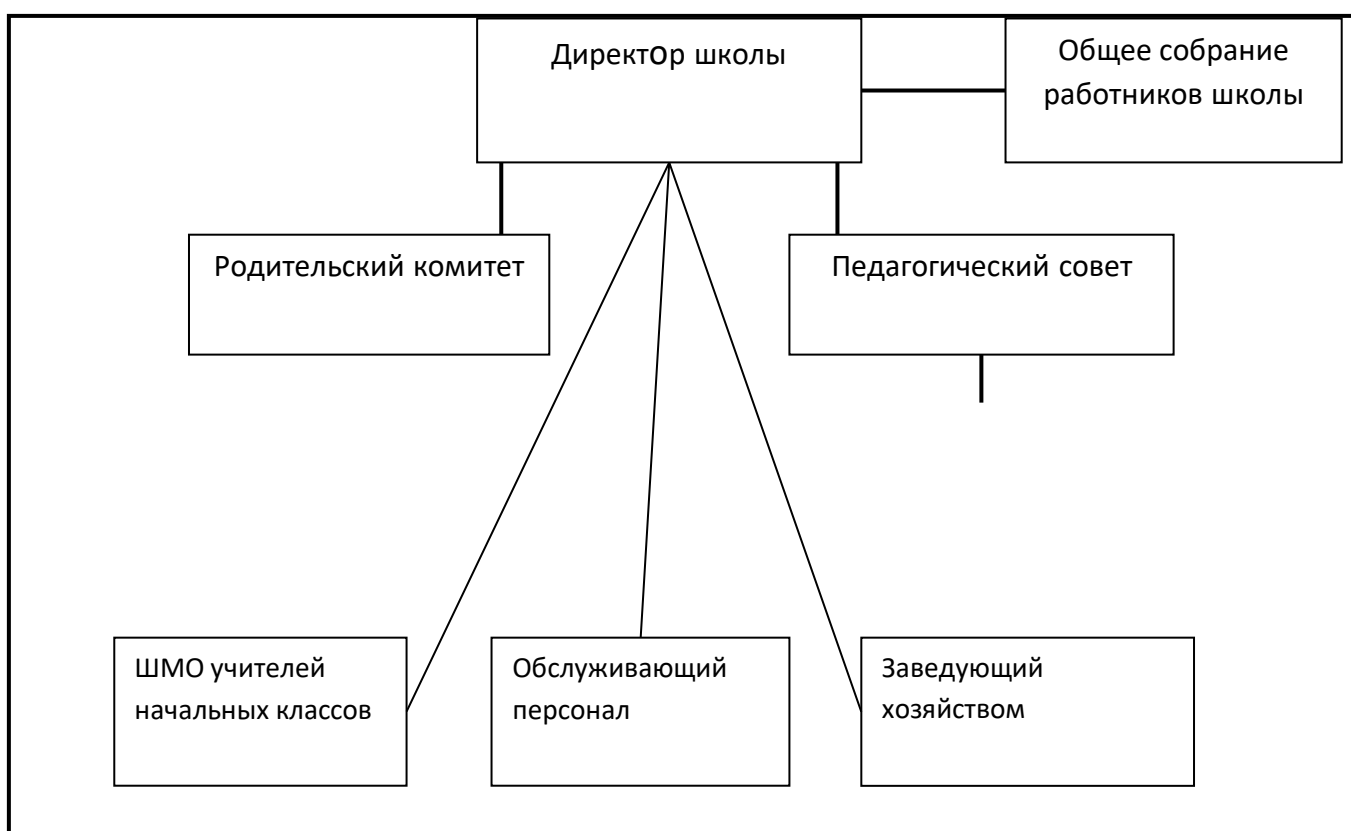 Директор школы
Общее собрание
работников школы
Родительский комитет
Педагогический совет
ШМО учителей
начальных классов
Обслуживающий
персонал
Заведующий
хозяйством